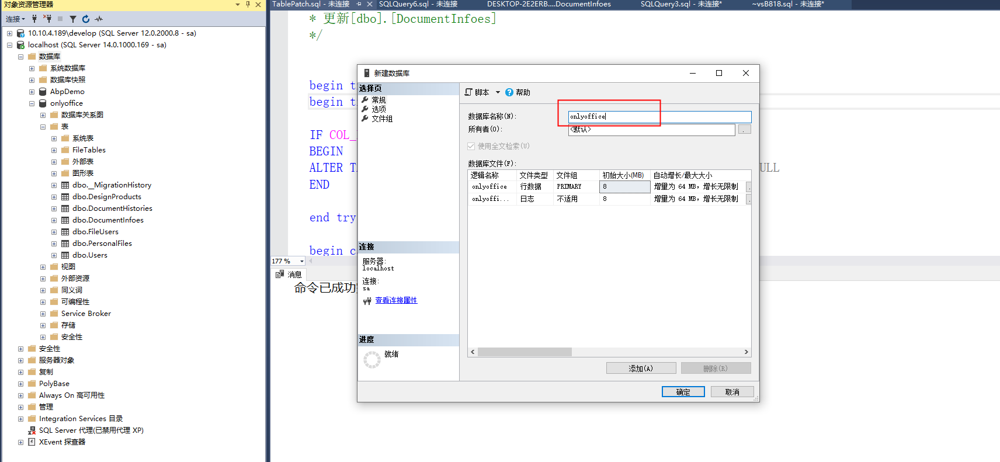 对象资源管理器
连接
10.10.4.189\develop (SQL Server 12.0.2000.8 - sa)
localhost (SQL Server 14.0.1000.169 - sa)
数据库
系统数据库
数据库快照
AbpDemo
onlyoffice
数据库关系图
表
系统表
FileTables
外部表
图形表
dbo.__MigrationHistory
dbo.DesignProducts
dbo.DocumentHistories
dbo.DocumentInfoes
dbo.FileUsers
dbo.PersonalFiles
dbo.Users
视图
外部资源
同义词
可编程性
Service Broker
存储
安全性
安全性
服务器对象
复制
PolyBase
Always On 高可用性
管理
Integration Services 目录
SQL Server 代理(已禁用代理 XP)
XEvent 探查器
TablePatch.sql - 未连接 SQLQuery6.sql - 未连接 DESKTOP-2E2ERB....DocumentInfoes SQLQuery3.sql - 未连接* ~vsB818.sql - 未连接*
* 更新[dbo].[DocumentInfoes]
*/
begin t
begin t
IF COL_
BEGIN
ALTER T ULL
END
end try
begin c
177 %
消息
命令已成功
新建数据库
选择页
常规
选项
文件组
连接
服务器:
localhost
连接:
sa
查看连接属性
进度
就绪
脚本 帮助
数据库名称(N): onlyoffice
所有者(O): <默认> ...
使用全文检索(U)
数据库文件(F):
逻辑名称 文件类型 文件组 初始大小(MB) 自动增长/最大大小
onlyoffice 行数据 PRIMARY 8 增量为 64 MB，增长无限制
onlyoffi... 日志 不适用 8 增量为 64 MB，增长无限制
添加(A) 删除(R)
确定 取消